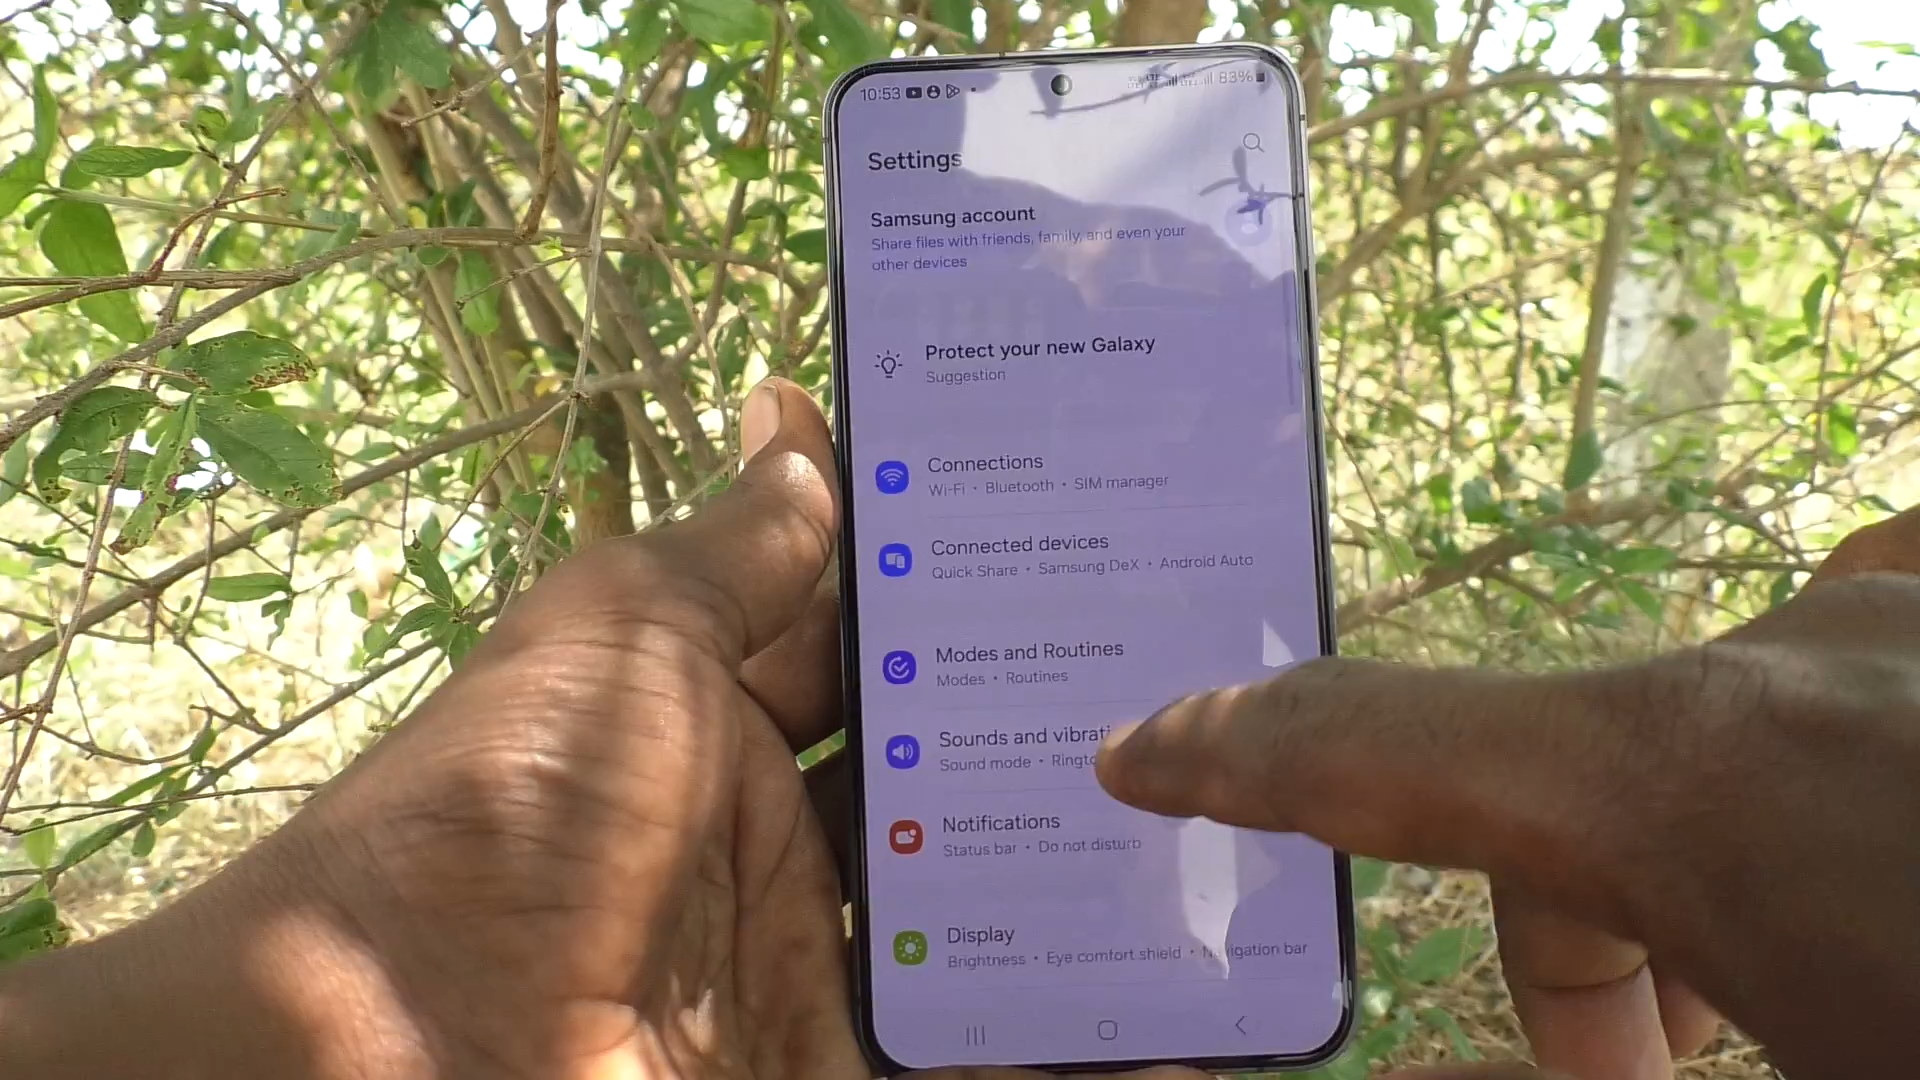 10:53 83%
Settings
Samsung account
Share files with friends, family, and even your
other devices
Protect your new Galaxy
Suggestion
Connections
Wi-Fi • Bluetooth • SIM manager
Connected devices
Quick Share • Samsung DeX • Android Auto
Modes and Routines
Modes • Routines
Sounds and vibrati
Sound mode • Ringto
Notifications
Status bar • Do not disturb
Display
Brightness • Eye comfort shield • Navigation bar